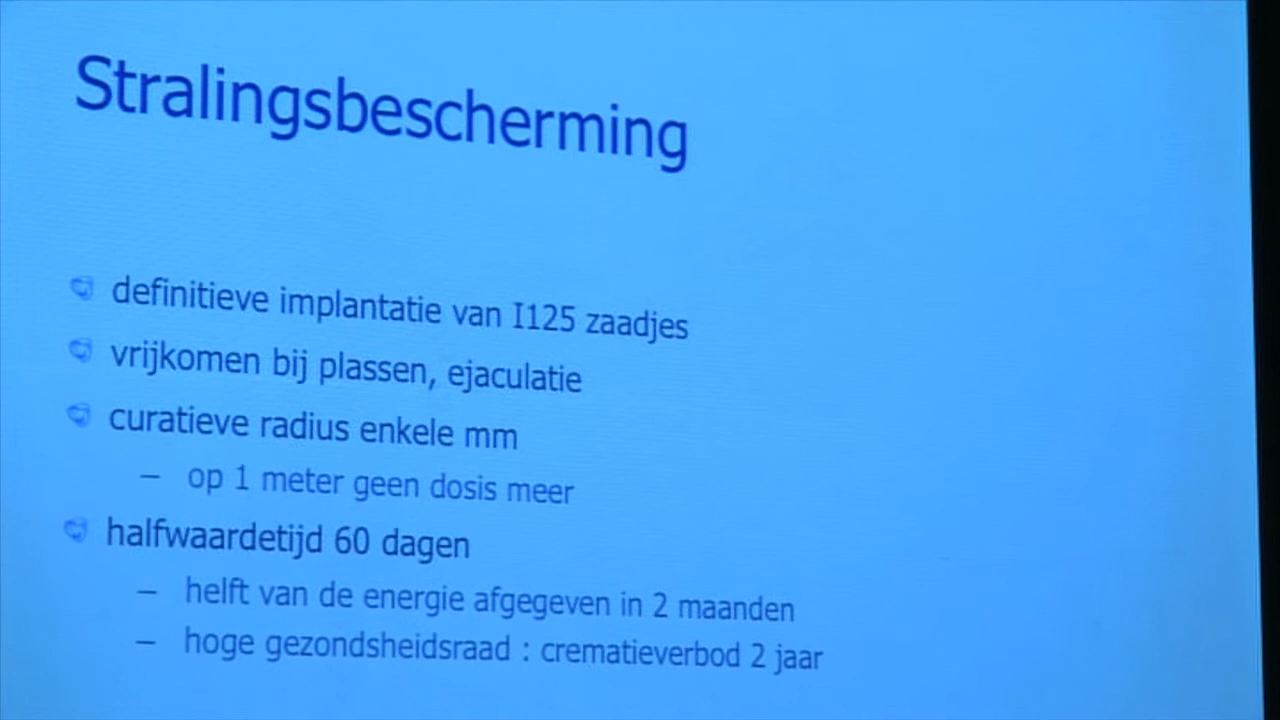 Stralingsbescherming
definitieve implantatie van I125 zaadjes
vrijkomen bij plassen, ejaculatie
curatieve radius enkele mm
– op 1 meter geen dosis meer
halfwaardetijd 60 dagen
– helft van de energie afgegeven in 2 maanden
– hoge gezondsheidsraad : crematieverbod 2 jaar